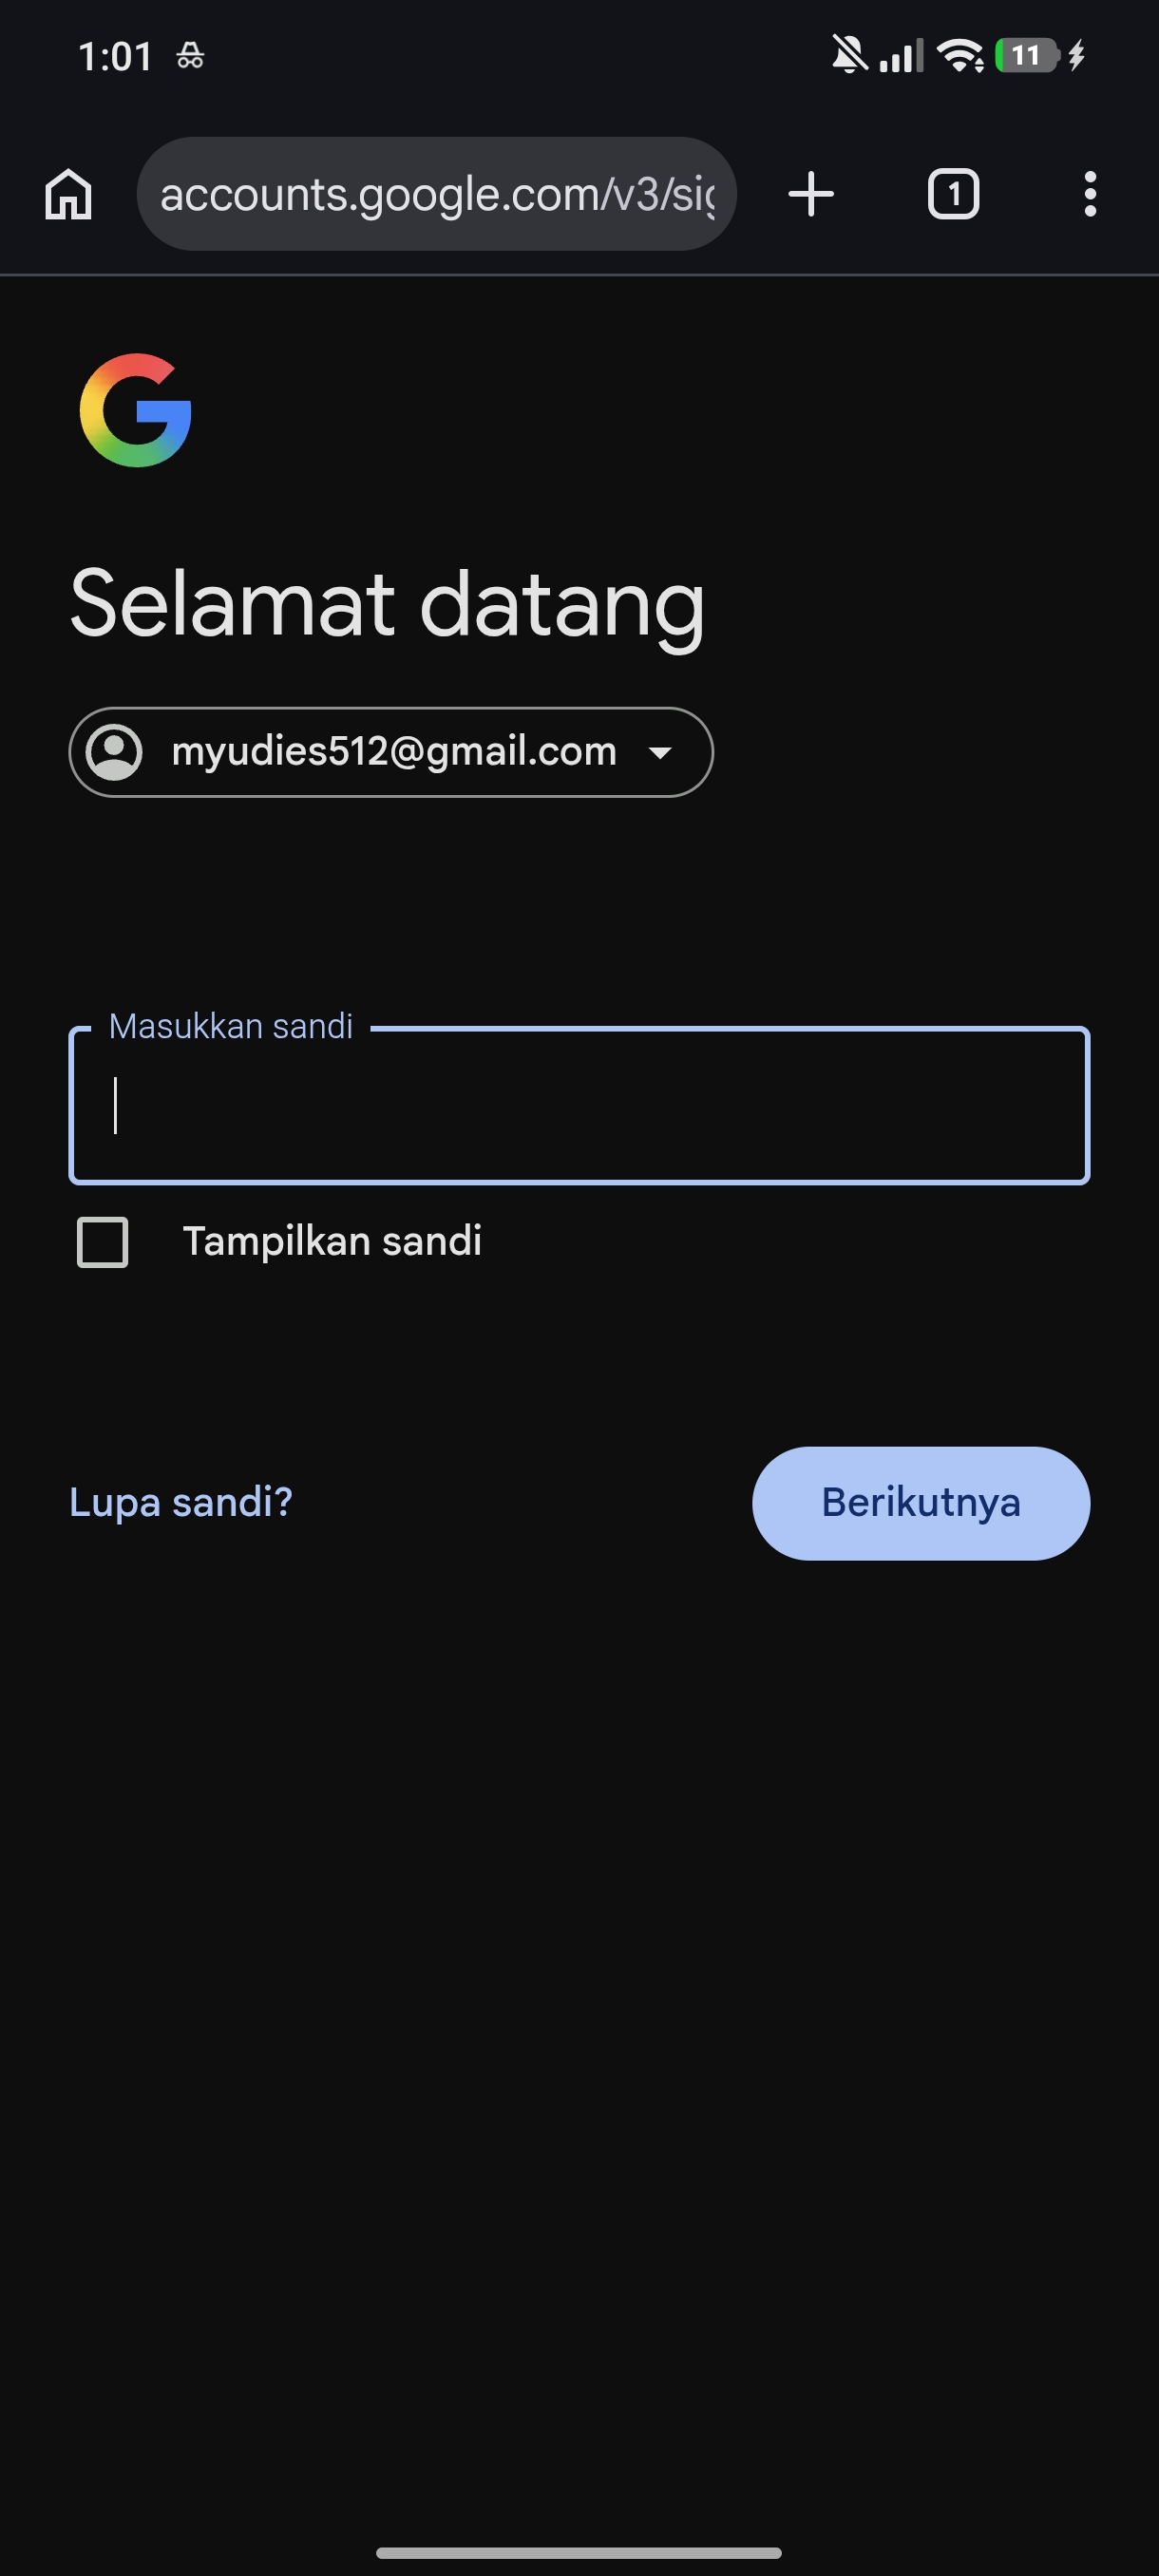 1:01
11
accounts.google.com/v3/sig
1
Selamat datang
myudies512@gmail.com
Masukkan sandi
Tampilkan sandi
Lupa sandi?
Berikutnya